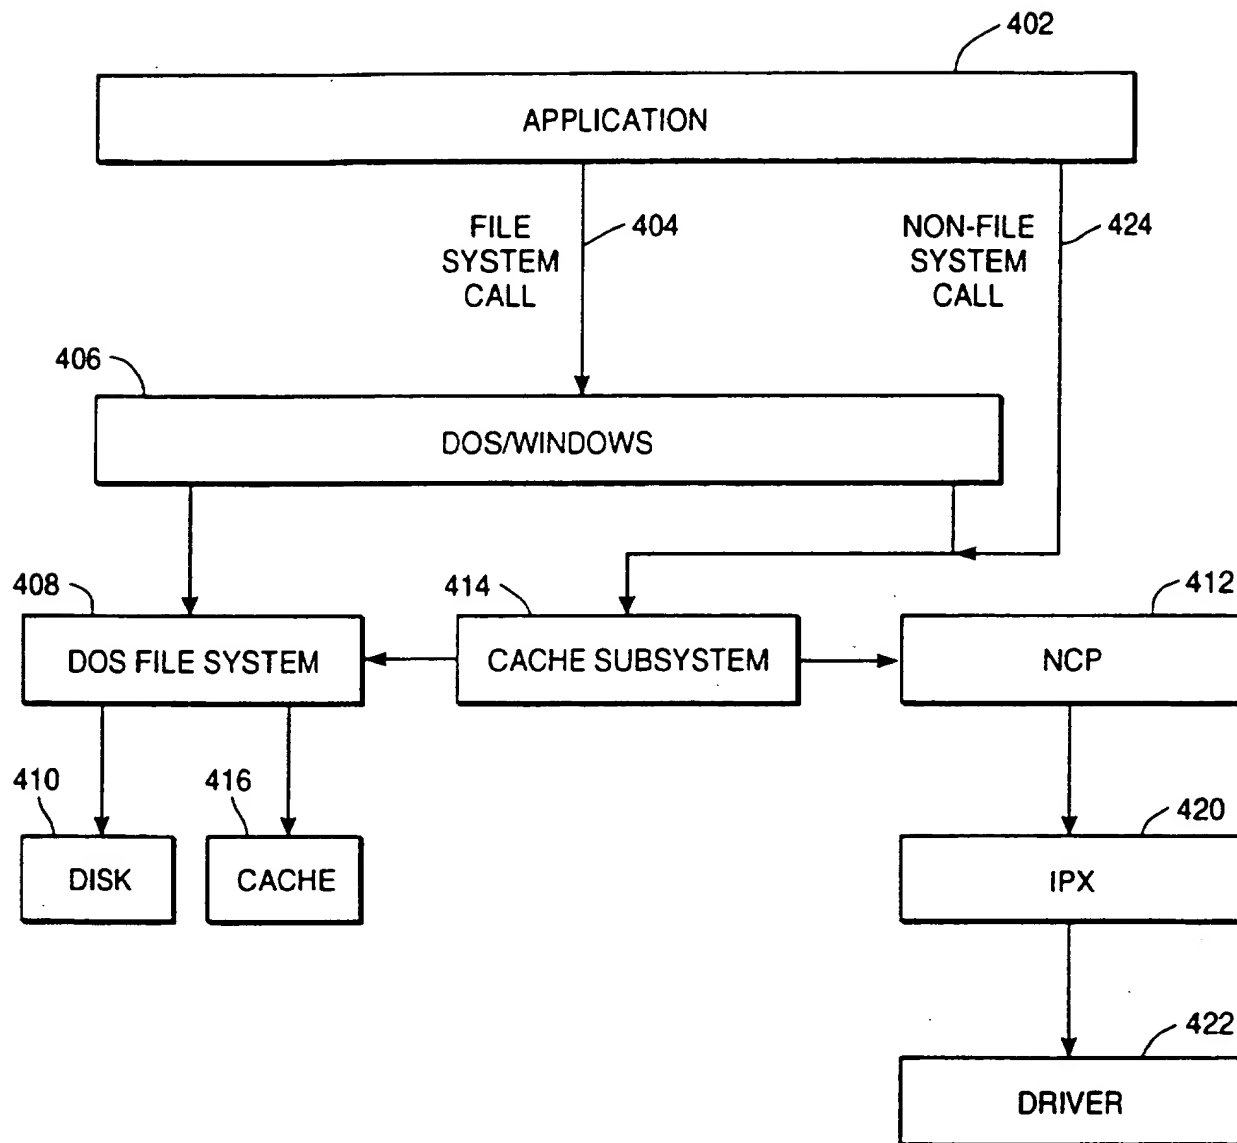 402
APPLICATION
FILE
SYSTEM
CALL
404
NON-FILE
SYSTEM
CALL
424
406
DOS/WINDOWS
408
DOS FILE SYSTEM
414
CACHE SUBSYSTEM
412
NCP
410
DISK
416
CACHE
420
IPX
422
DRIVER